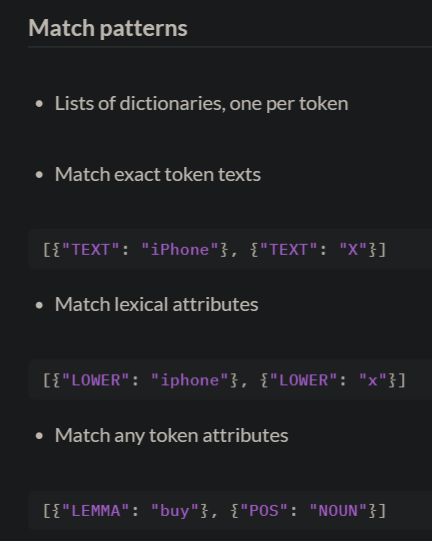 Match patterns
• Lists of dictionaries, one per token
• Match exact token texts
[{"TEXT": "iPhone"}, {"TEXT": "X"}]
• Match lexical attributes
[{"LOWER": "iphone"}, {"LOWER": "x"}]
• Match any token attributes
[{"LEMMA": "buy"}, {"POS": "NOUN"}]